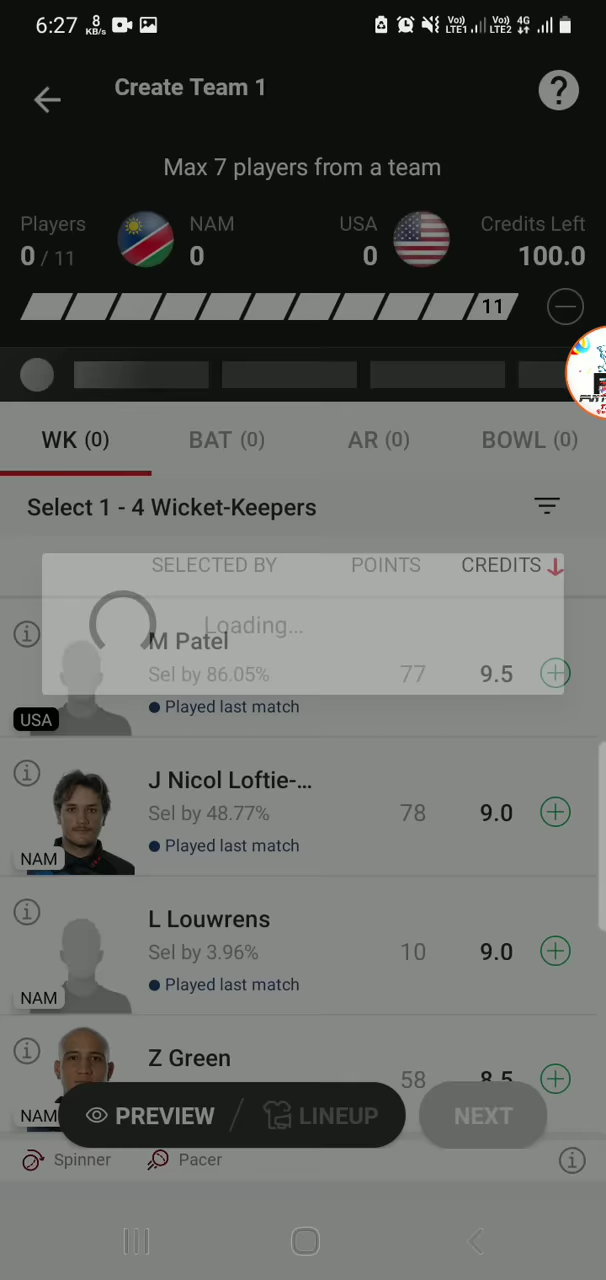 6:27 8 KB/s Vo) LTE1 Vo) LTE2 4G
Create Team 1
?
Max 7 players from a team
Players NAM USA Credits Left
0 / 11 0 0 100.0
11
WK (0) BAT (0) AR (0) BOWL (0)
Select 1 - 4 Wicket-Keepers
SELECTED BY POINTS CREDITS
Loading...
M Patel
Sel by 86.05% 77 9.5
Played last match
USA
J Nicol Loftie-...
Sel by 48.77% 78 9.0
Played last match
NAM
L Louwrens
Sel by 3.96% 10 9.0
Played last match
NAM
Z Green
58 8.5
NAM
PREVIEW / LINEUP NEXT
Spinner Pacer